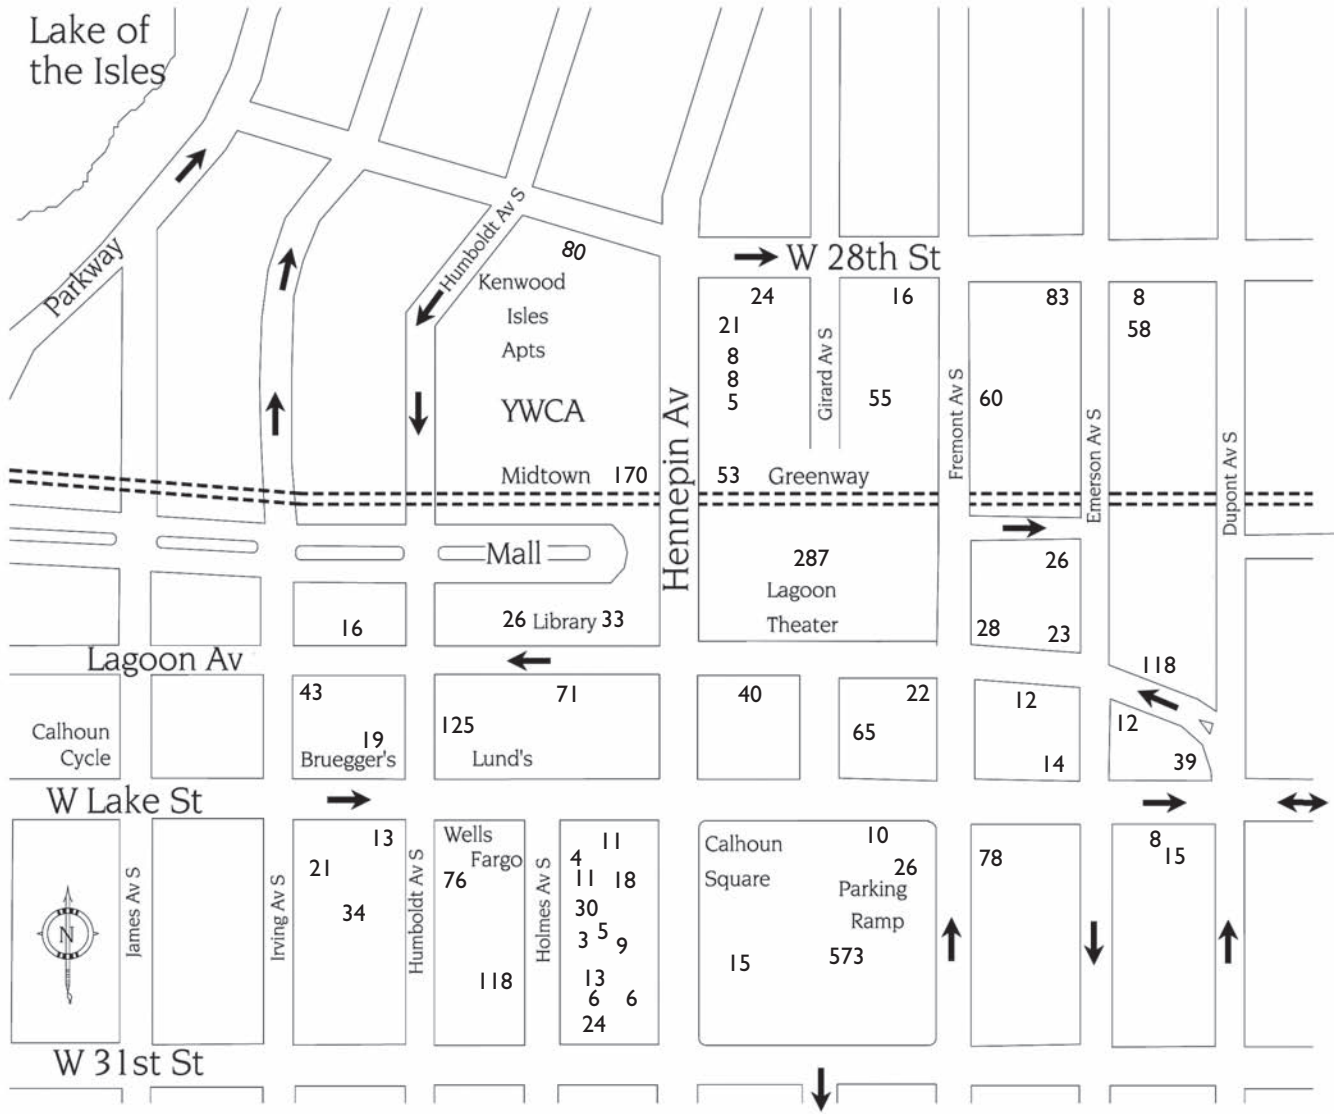 Lake of
the Isles
Parkway
Humboldt Av S
80
Kenwood
Isles
Apts
YWCA
Midtown 170
Hennepin Av
W 28th St
24
21
8
8
5
53 Greenway
Girard Av S
16
55
Fremont Av S
83
60
Emerson Av S
8
58
Dupont Av S
Mall
287
Lagoon
Theater
26
28 23
16
26 Library 33
118
Lagoon Av
43
19
Bruegger's
71
125
Lund's
40
22
65
12
14
12
39
Calhoun
Cycle
W Lake St
N
James Av S
Irving Av S
13
21
34
Humboldt Av S
Wells
Fargo
76
118
Holmes Av S
11
4
11 18
30
5
3 9
13
6 6
24
Calhoun
Square
10
26
Parking
Ramp
15 573
78
8
15
W 31st St